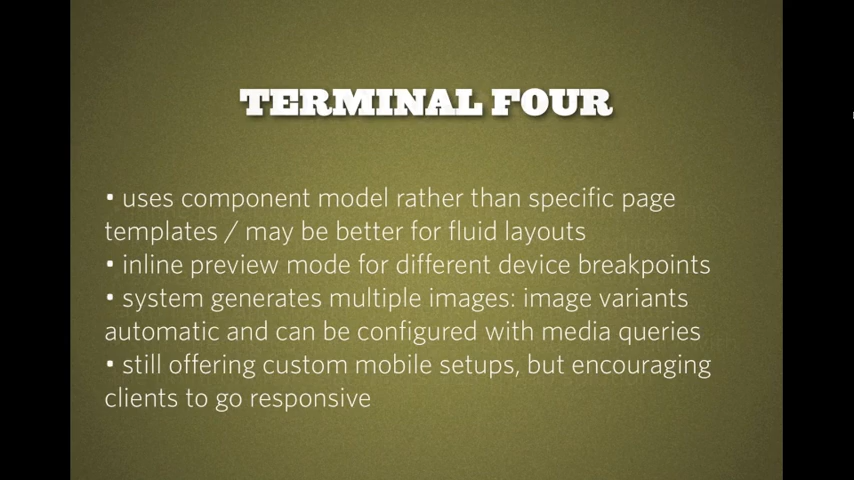 TERMINAL FOUR
• uses component model rather than specific page
templates / may be better for fluid layouts
• inline preview mode for different device breakpoints
• system generates multiple images: image variants
automatic and can be configured with media queries
• still offering custom mobile setups, but encouraging
clients to go responsive